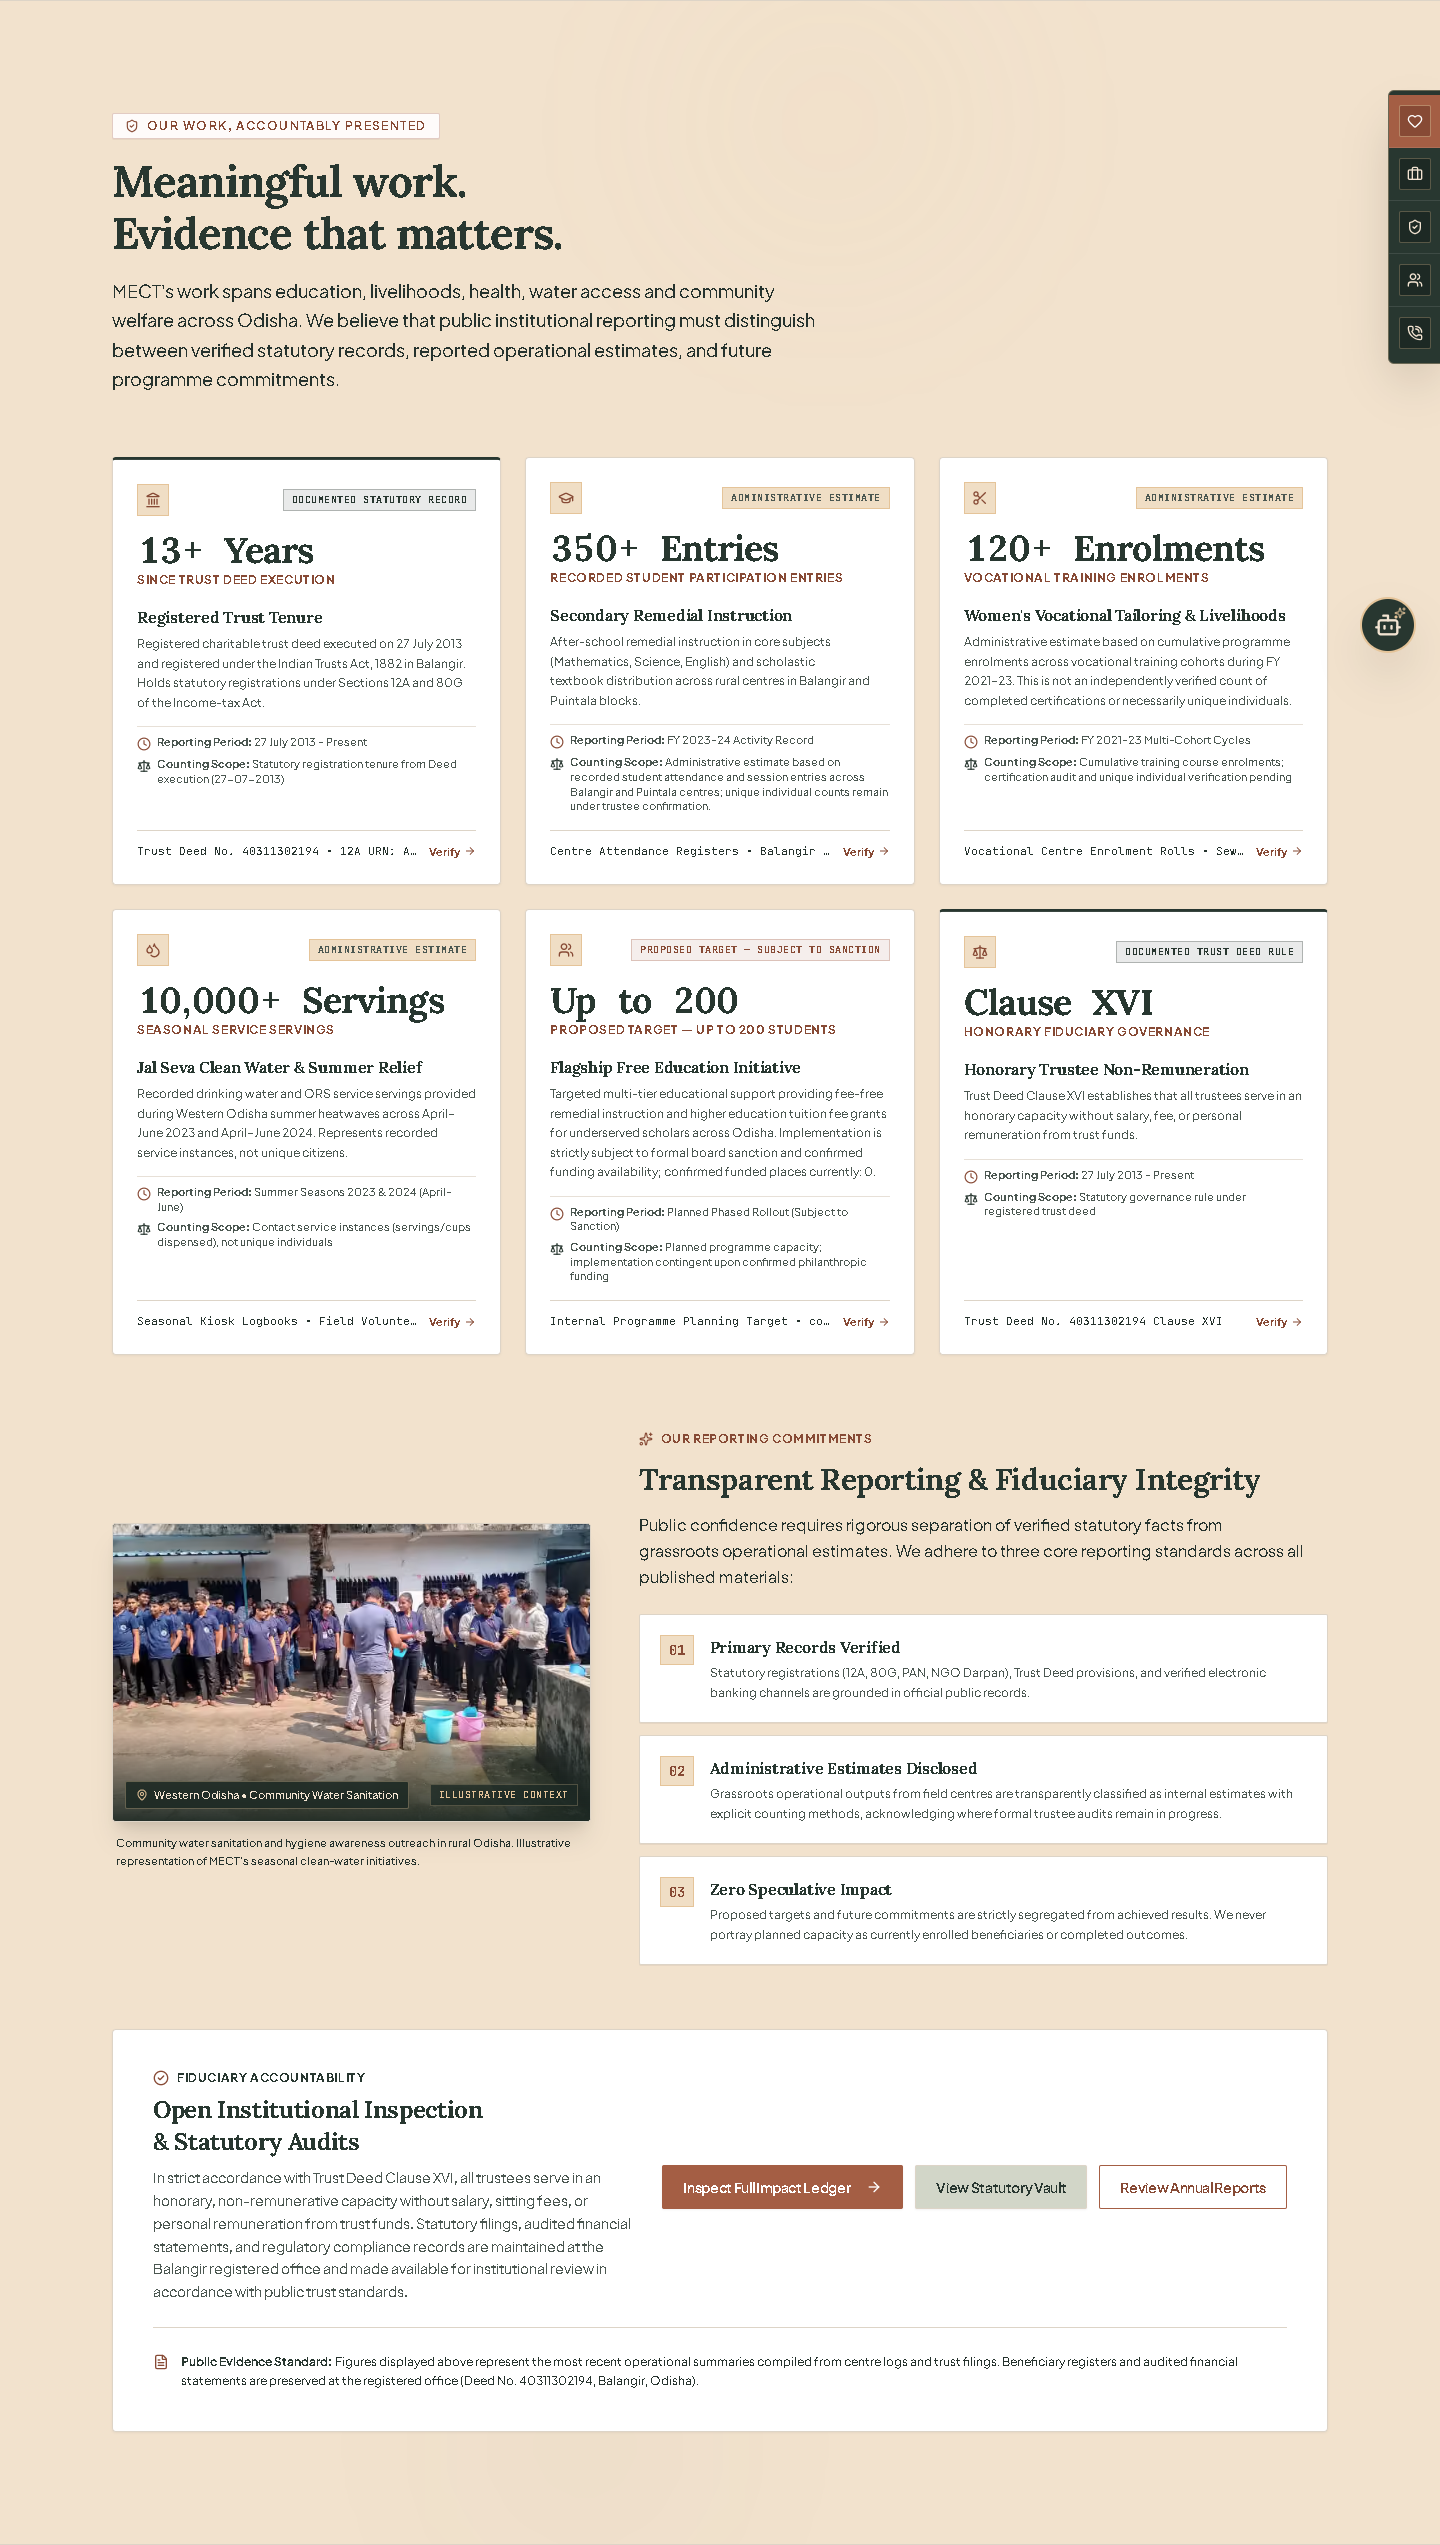 OUR WORK, ACCOUNTABLY PRESENTED
Meaningful work.
Evidence that matters.
MECT's work spans education, livelihoods, health, water access and community
welfare across Odisha. We believe that public institutional reporting must distinguish
between verified statutory records, reported operational estimates, and future
programme commitments.
DOCUMENTED STATUTORY RECORD
13+ Years
SINCE TRUST DEED EXECUTION
Registered Trust Tenure
Registered charitable trust deed executed on 27 July 2013
and registered under the Indian Trusts Act, 1882 in Balangir.
Holds statutory registrations under Sections 12A and 80G
of the Income-tax Act.
Reporting Period: 27 July 2013 - Present
Counting Scope: Statutory registration tenure from Deed
execution (27-07-2013)
Trust Deed No. 40311302194 • 12A URN: A…
Verify →
ADMINISTRATIVE ESTIMATE
350+ Entries
RECORDED STUDENT PARTICIPATION ENTRIES
Secondary Remedial Instruction
After-school remedial instruction in core subjects
(Mathematics, Science, English) and scholastic
textbook distribution across rural centres in Balangir and
Puintala blocks.
Reporting Period: FY 2023-24 Activity Record
Counting Scope: Administrative estimate based on
recorded student attendance and session entries across
Balangir and Puintala centres; unique individual counts remain
under trustee confirmation.
Centre Attendance Registers • Balangir …
Verify →
ADMINISTRATIVE ESTIMATE
120+ Enrolments
VOCATIONAL TRAINING ENROLMENTS
Women's Vocational Tailoring & Livelihoods
Administrative estimate based on cumulative programme
enrolments across vocational training cohorts during FY
2021-23. This is not an independently verified count of
completed certifications or necessarily unique individuals.
Reporting Period: FY 2021-23 Multi-Cohort Cycles
Counting Scope: Cumulative training course enrolments;
certification audit and unique individual verification pending
Vocational Centre Enrolment Rolls • Sew…
Verify →
ADMINISTRATIVE ESTIMATE
10,000+ Servings
SEASONAL SERVICE SERVINGS
Jal Seva Clean Water & Summer Relief
Recorded drinking water and ORS service servings provided
during Western Odisha summer heatwaves across April-
June 2023 and April-June 2024. Represents recorded
service instances, not unique citizens.
Reporting Period: Summer Seasons 2023 & 2024 (April-
June)
Counting Scope: Contact service instances (servings/cups
dispensed), not unique individuals
Seasonal Kiosk Logbooks • Field Volunte…
Verify →
PROPOSED TARGET — SUBJECT TO SANCTION
Up to 200
PROPOSED TARGET — UP TO 200 STUDENTS
Flagship Free Education Initiative
Targeted multi-tier educational support providing fee-free
remedial instruction and higher education tuition fee grants
for underserved scholars across Odisha. Implementation is
strictly subject to formal board sanction and confirmed
funding availability; confirmed funded places currently: 0.
Reporting Period: Planned Phased Rollout (Subject to
Sanction)
Counting Scope: Planned programme capacity;
implementation contingent upon confirmed philanthropic
funding
Internal Programme Planning Target • co…
Verify →
DOCUMENTED TRUST DEED RULE
Clause XVI
HONORARY FIDUCIARY GOVERNANCE
Honorary Trustee Non-Remuneration
Trust Deed Clause XVI establishes that all trustees serve in an
honorary capacity without salary, fee, or personal
remuneration from trust funds.
Reporting Period: 27 July 2013 - Present
Counting Scope: Statutory governance rule under
registered trust deed
Trust Deed No. 40311302194 Clause XVI
Verify →
Western Odisha • Community Water Sanitation
ILLUSTRATIVE CONTEXT
Community water sanitation and hygiene awareness outreach in rural Odisha. Illustrative
representation of MECT's seasonal clean-water initiatives.
OUR REPORTING COMMITMENTS
Transparent Reporting & Fiduciary Integrity
Public confidence requires rigorous separation of verified statutory facts from
grassroots operational estimates. We adhere to three core reporting standards across all
published materials:
01
Primary Records Verified
Statutory registrations (12A, 80G, PAN, NGO Darpan), Trust Deed provisions, and verified electronic
banking channels are grounded in official public records.
02
Administrative Estimates Disclosed
Grassroots operational outputs from field centres are transparently classified as internal estimates with
explicit counting methods, acknowledging where formal trustee audits remain in progress.
03
Zero Speculative Impact
Proposed targets and future commitments are strictly segregated from achieved results. We never
portray planned capacity as currently enrolled beneficiaries or completed outcomes.
FIDUCIARY ACCOUNTABILITY
Open Institutional Inspection
& Statutory Audits
In strict accordance with Trust Deed Clause XVI, all trustees serve in an
honorary, non-remunerative capacity without salary, sitting fees, or
personal remuneration from trust funds. Statutory filings, audited financial
statements, and regulatory compliance records are maintained at the
Balangir registered office and made available for institutional review in
accordance with public trust standards.
Inspect Full Impact Ledger →
View Statutory Vault
Review Annual Reports
Public Evidence Standard: Figures displayed above represent the most recent operational summaries compiled from centre logs and trust filings. Beneficiary registers and audited financial
statements are preserved at the registered office (Deed No. 40311302194, Balangir, Odisha).